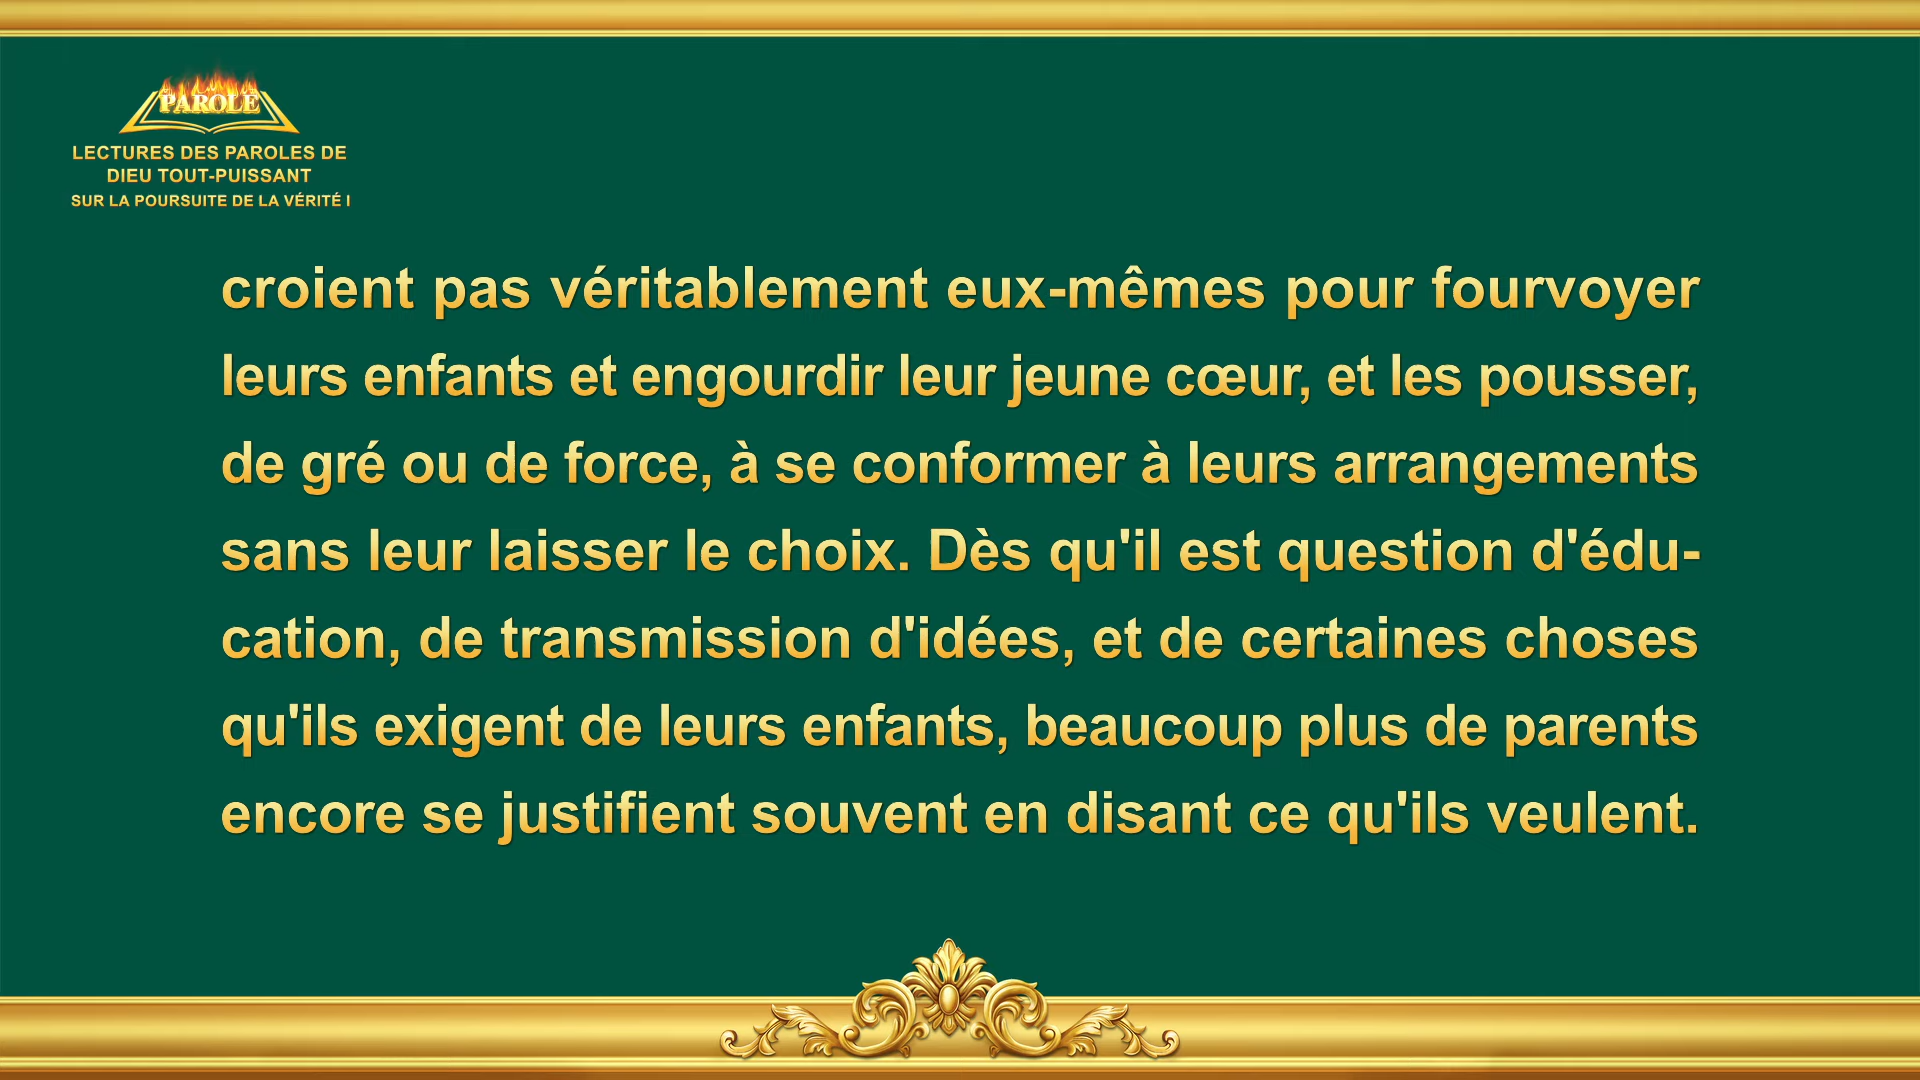 PAROLE
LECTURES DES PAROLES DE
DIEU TOUT-PUISSANT
SUR LA POURSUITE DE LA VÉRITÉ I
croient pas véritablement eux-mêmes pour fourvoyer
leurs enfants et engourdir leur jeune cœur, et les pousser,
de gré ou de force, à se conformer à leurs arrangements
sans leur laisser le choix. Dès qu'il est question d'édu-
cation, de transmission d'idées, et de certaines choses
qu'ils exigent de leurs enfants, beaucoup plus de parents
encore se justifient souvent en disant ce qu'ils veulent.